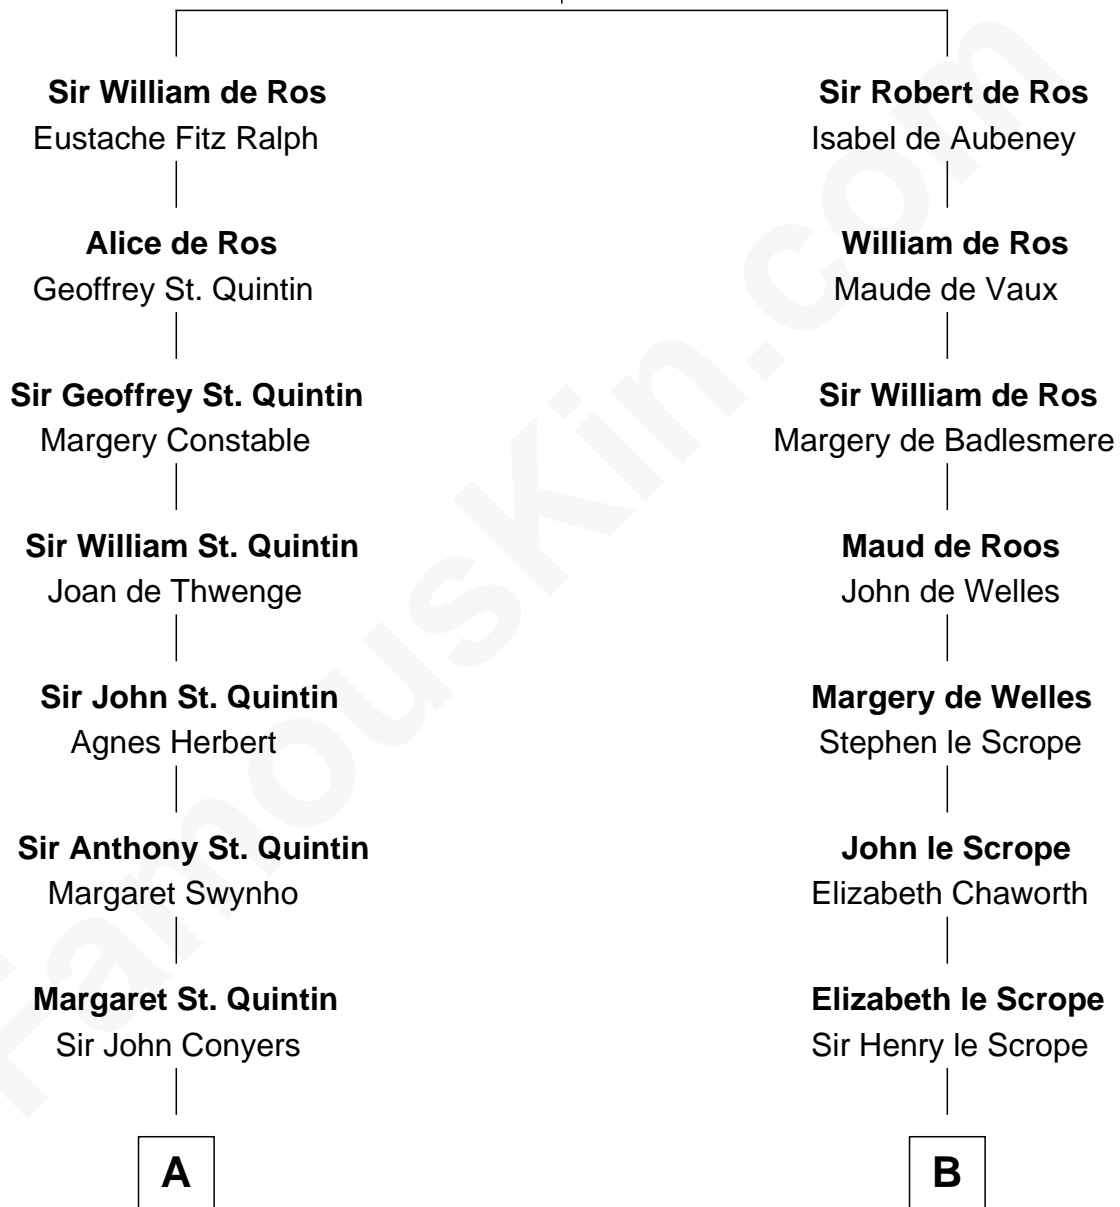 Sir William de Ros
Eustache Fitz Ralph
Alice de Ros
Geoffrey St. Quintin
Sir Geoffrey St. Quintin
Margery Constable
Sir William St. Quintin
Joan de Thwenge
Sir John St. Quintin
Agnes Herbert
Sir Anthony St. Quintin
Margaret Swynho
Margaret St. Quintin
Sir John Conyers
A
Sir Robert de Ros
Isabel de Aubeney
William de Ros
Maude de Vaux
Sir William de Ros
Margery de Badlesmere
Maud de Roos
John de Welles
Margery de Welles
Stephen le Scrope
John le Scrope
Elizabeth Chaworth
Elizabeth le Scrope
Sir Henry le Scrope
B
FamousKin.com